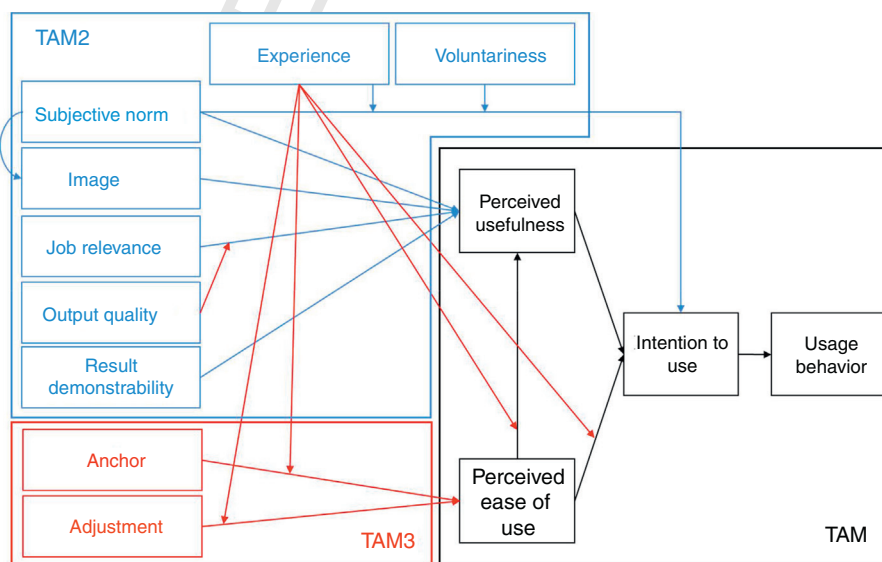 TAM2
Experience
Voluntariness
Subjective norm
Image
Job relevance
Output quality
Result
demonstrability
Perceived
usefulness
Intention to
use
Usage
behavior
Anchor
Adjustment
TAM3
Perceived
ease of
use
TAM